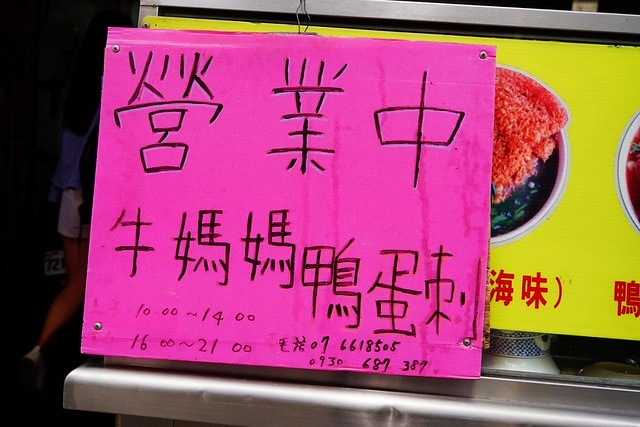 營業中
牛媽媽鴨蛋刺
10 00~14 00
16 00~21 00
電話07 6618505
0930 687 387
海味）
鴨